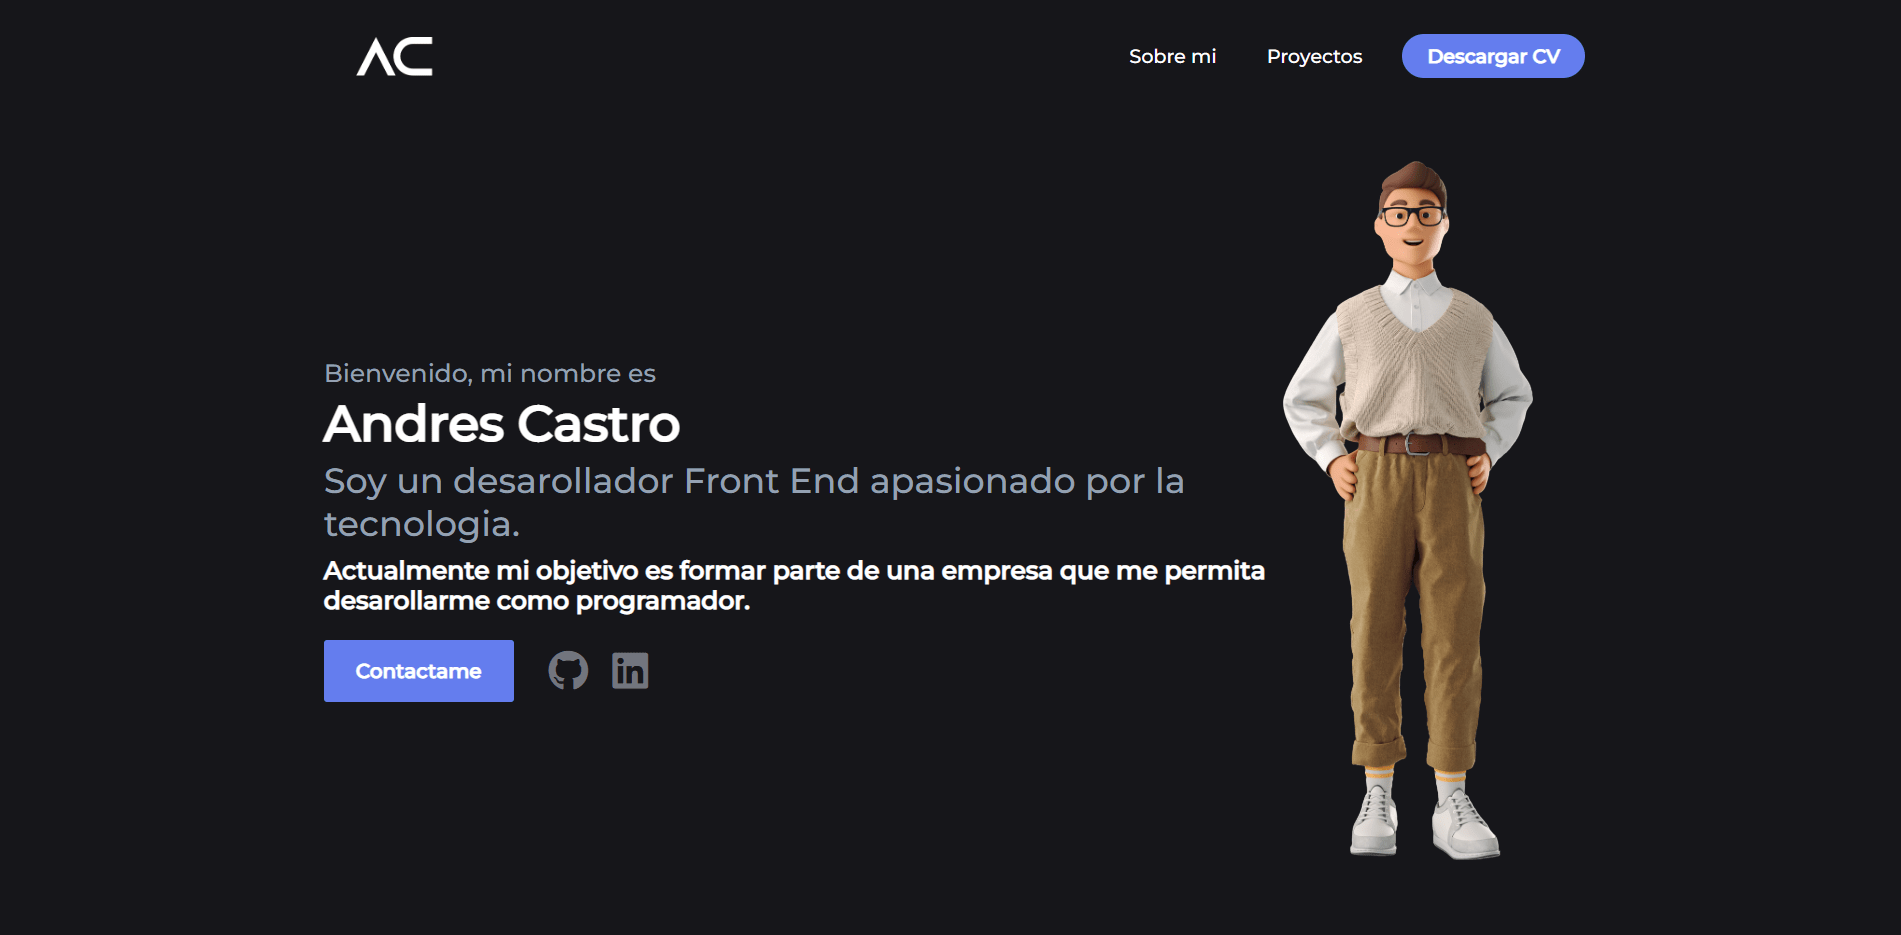 AC
Sobre mi
Proyectos
Descargar CV
Bienvenido, mi nombre es
Andres Castro
Soy un desarollador Front End apasionado por la
tecnologia.
Actualmente mi objetivo es formar parte de una empresa que me permita
desarollarme como programador.
Contactame
in